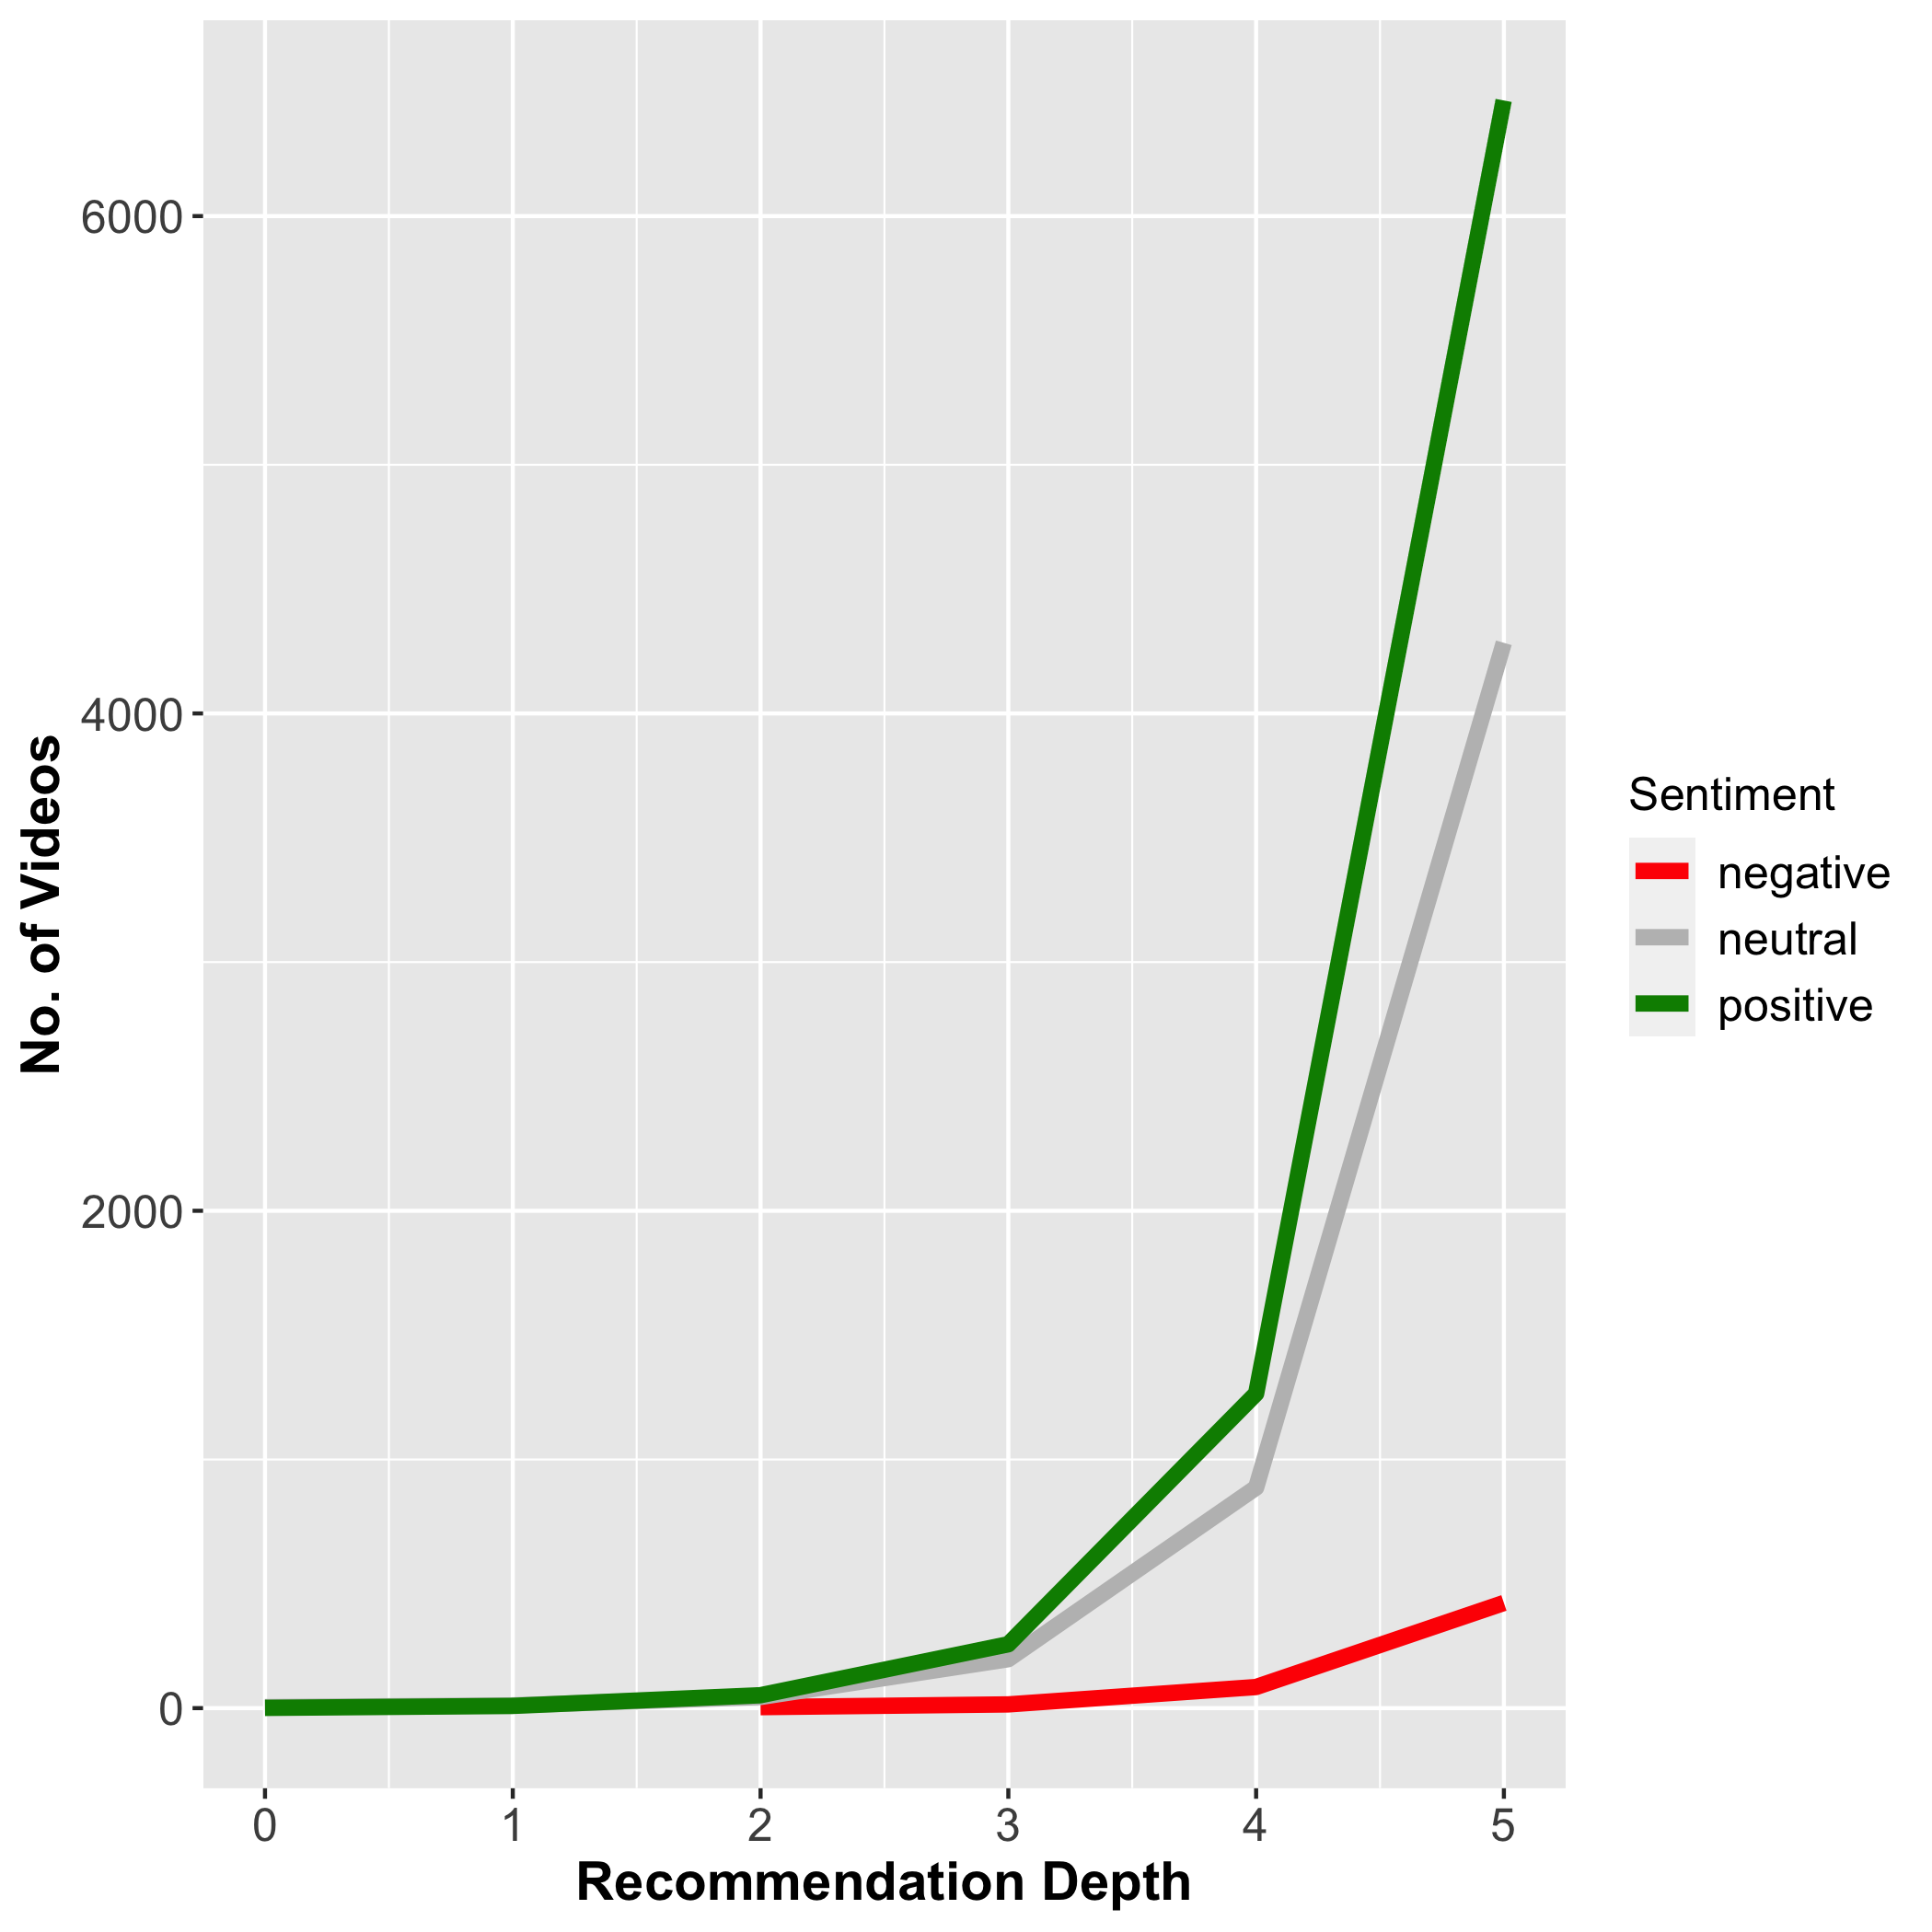 6000
4000
2000
0
No. of Videos
0 1 2 3 4 5
Recommendation Depth
Sentiment
negative
neutral
positive